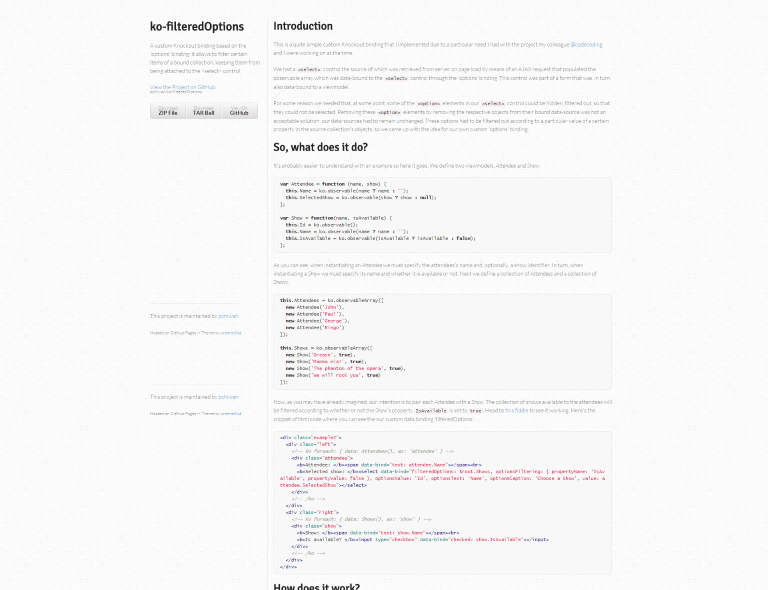 ko-filteredOptions
A custom Knockout binding based on the
'options' binding: it allows to filter certain
items of a bound collection, keeping them from
being attached to the <select> control.
View the Project on GitHub
pchiwan/ko-filteredOptions
Download
ZIP File
Download
TAR Ball
View On
GitHub
This project is maintained by pchiwan
Hosted on GitHub Pages — Theme by orderedlist
This project is maintained by pchiwan
Hosted on GitHub Pages — Theme by orderedlist
Introduction
This is a quite simple custom Knockout binding that I implemented due to a particular need I had with the project my colleague @codecoding
and I were working on at the time.
We had a <select> control the source of which was retrieved from server on page load by means of an AJAX request that populated the
observable array which was data-bound to the <select> control through the 'options' binding. This control was part of a form that was, in turn,
also data-bound to a viewmodel.
For some reason we needed that, at some point, some of the <option> elements in our <select> control could be hidden, filtered out, so that
they could not be selected. Removing these <option> elements by removing the respective objects from their bound data-source was not an
acceptable solution: our data-sources had to remain unchanged. These options had to be filtered out according to a particular value of a certain
property in the source collection's objects, so we came up with the idea for our own custom 'options' binding.
So, what does it do?
It's probably easier to understand with an example so here it goes. We define two viewmodels, Attendee and Show.
var Attendee = function (name, show) {
this.Name = ko.observable(name ? name : '');
this.SelectedShow = ko.observable(show ? show : null);
};
var Show = function(name, isAvailable) {
this.Id = ko.observable();
this.Name = ko.observable(name ? name : '');
this.IsAvailable = ko.observable(isAvailable ? isAvailable : false);
};
As you can see, when instantiating an Attendee we must specify the attendees's name and, optionally, a show identifier. In turn, when
instantiating a Show we must specify its name and whether it is available or not. Next we define a collection of Attendees and a collection of
Shows.
this.Attendees = ko.observableArray([
new Attendee('John'),
new Attendee('Paul'),
new Attendee('George'),
new Attendee('Ringo')
]);
this.Shows = ko.observableArray([
new Show('Grease', true),
new Show('Mamma mia!', true),
new Show('The phantom of the opera', true),
new Show('We will rock you', true)
]);
Now, as you may have already imagined, our intention is to pair each Attendee with a Show. The collection of shows available to the attendees will
be filtered according to whether or not the Show's property IsAvailable is set to true. Head to this fiddle to see it working. Here's the
snippet of html code where you can see the our custom data binding 'filteredOptions'.
<div class="example2">
<div class="left">
<!-- ko foreach: { data: Attendees(), as: 'attendee' } -->
<div class="attendee">
<b>Attendee: </b><span data-bind="text: attendee.Name"></span><br>
<b>Selected show: </b><select data-bind="filteredOptions: $root.Shows, optionsFiltering: { propertyName: 'IsAv
ailable', propertyValue: false }, optionsValue: 'Id', optionsText: 'Name', optionsCaption: 'Choose a show', value: a
ttendee.SelectedShow"></select>
</div>
<!-- /ko -->
</div>
<div class="right">
<!-- ko foreach: { data: Shows(), as: 'show' } -->
<div class="show">
<b>Show: </b><span data-bind="text: show.Name"></span><br>
<b>Is available? </b><input type="checkbox" data-bind="checked: show.IsAvailable"></input>
</div>
<!-- /ko -->
</div>
</div>
How does it work?